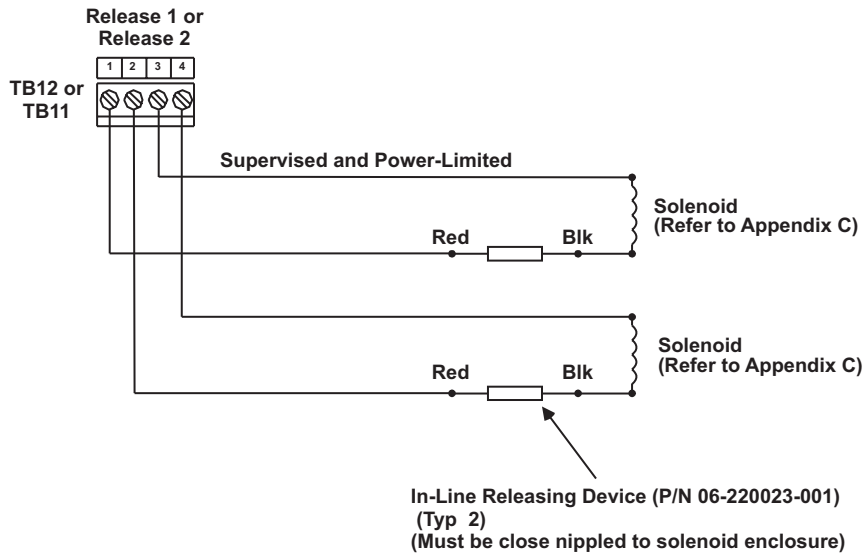 Release 1 or
Release 2
1 2 3 4
TB12 or
TB11
Supervised and Power-Limited
Solenoid
(Refer to Appendix C)
Red Blk
Solenoid
(Refer to Appendix C)
Red Blk
In-Line Releasing Device (P/N 06-220023-001)
(Typ 2)
(Must be close nippled to solenoid enclosure)